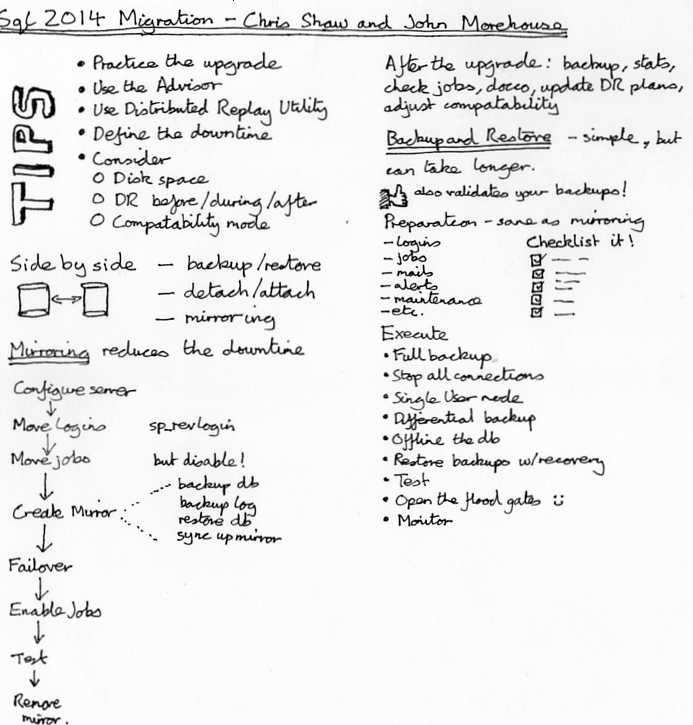 Sql 2014 Migration - Chris Shaw and John Morehouse
TIPS
• Practice the upgrade
• Use the Advisor
• Use Distributed Replay Utility
• Define the downtime
• Consider
O Disk space
O DR before/during/after
O Compatability mode
Side by side - backup/restore
- detach/attach
- mirroring
Mirroring reduces the downtime
Configure server
Move Logins sp_revlogin
Move jobs but disable!
Create Mirror
backup db
backup log
restore db
sync up mirror
Failover
Enable Jobs
Test
Remove
mirror.
After the upgrade: backup, stats,
check jobs, docco, update DR plans,
adjust compatability
Backup and Restore - simple, but
can take longer.
also validates your backups!
Preparation - same as mirroring
- logins
- jobs
- mails
- alerts
- maintenance
- etc.
Checklist it!
Execute
• Full backup
• Stop all connections
• Single User mode
• Differential backup
• Offline the db
• Restore backups w/recovery
• Test
• Open the flood gates :)
• Monitor